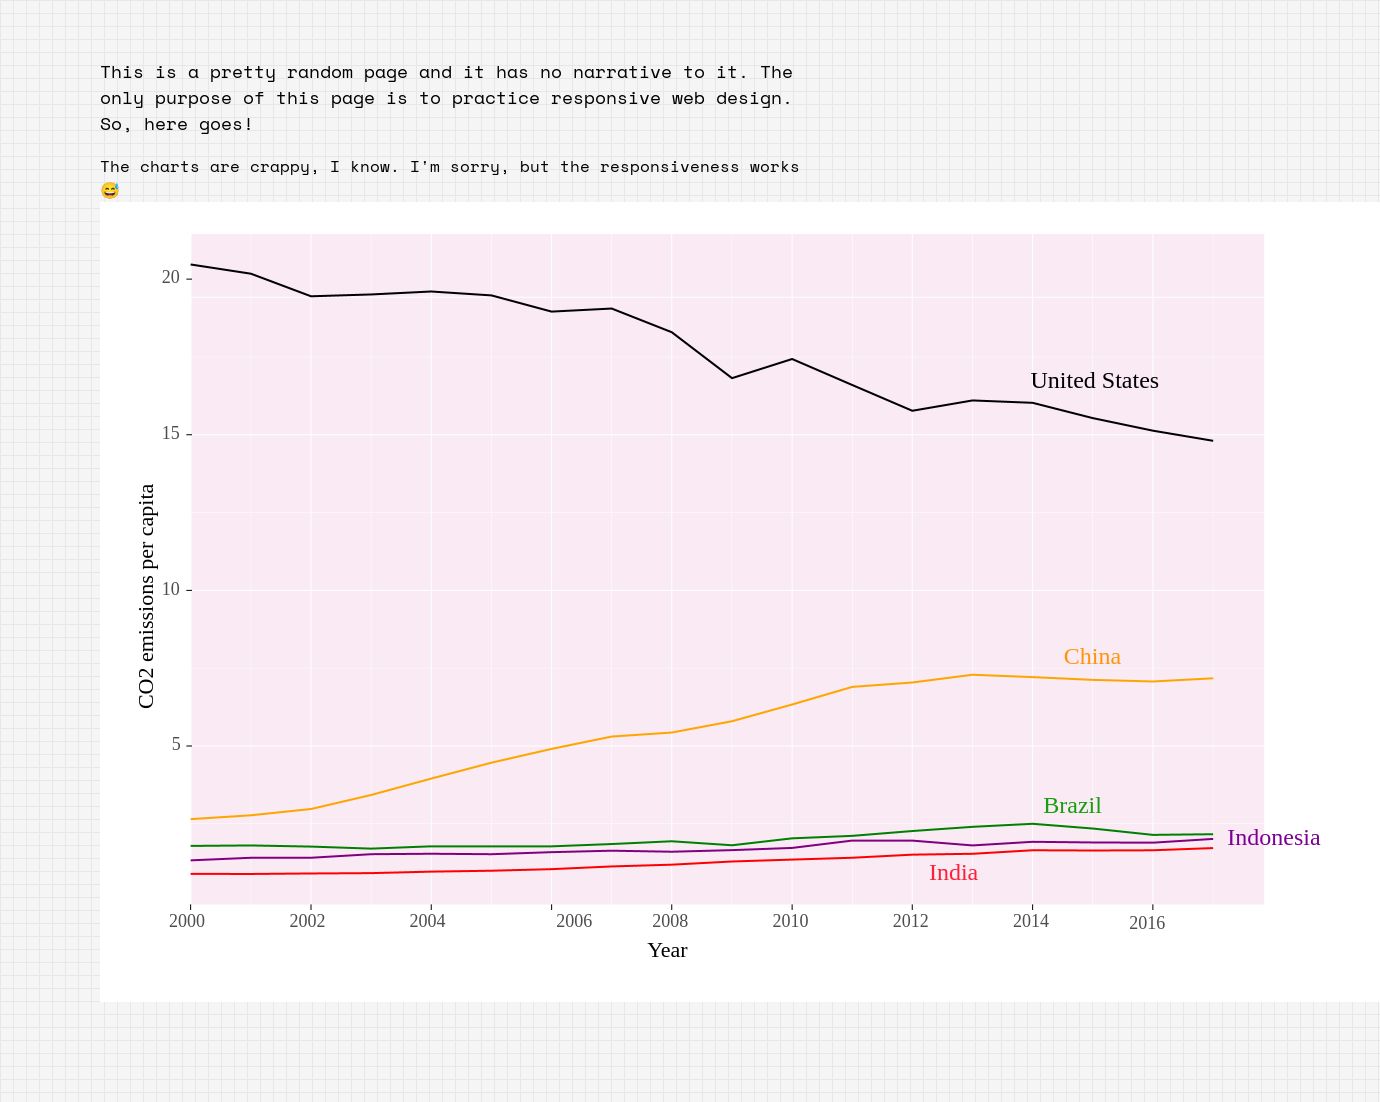 This is a pretty random page and it has no narrative to it. The
only purpose of this page is to practice responsive web design.
So, here goes!
The charts are crappy, I know. I'm sorry, but the responsiveness works
😅
20
15
10
5
CO2 emissions per capita
United States
China
Brazil
Indonesia
India
2000 2002 2004 2006 2008 2010 2012 2014 2016
Year